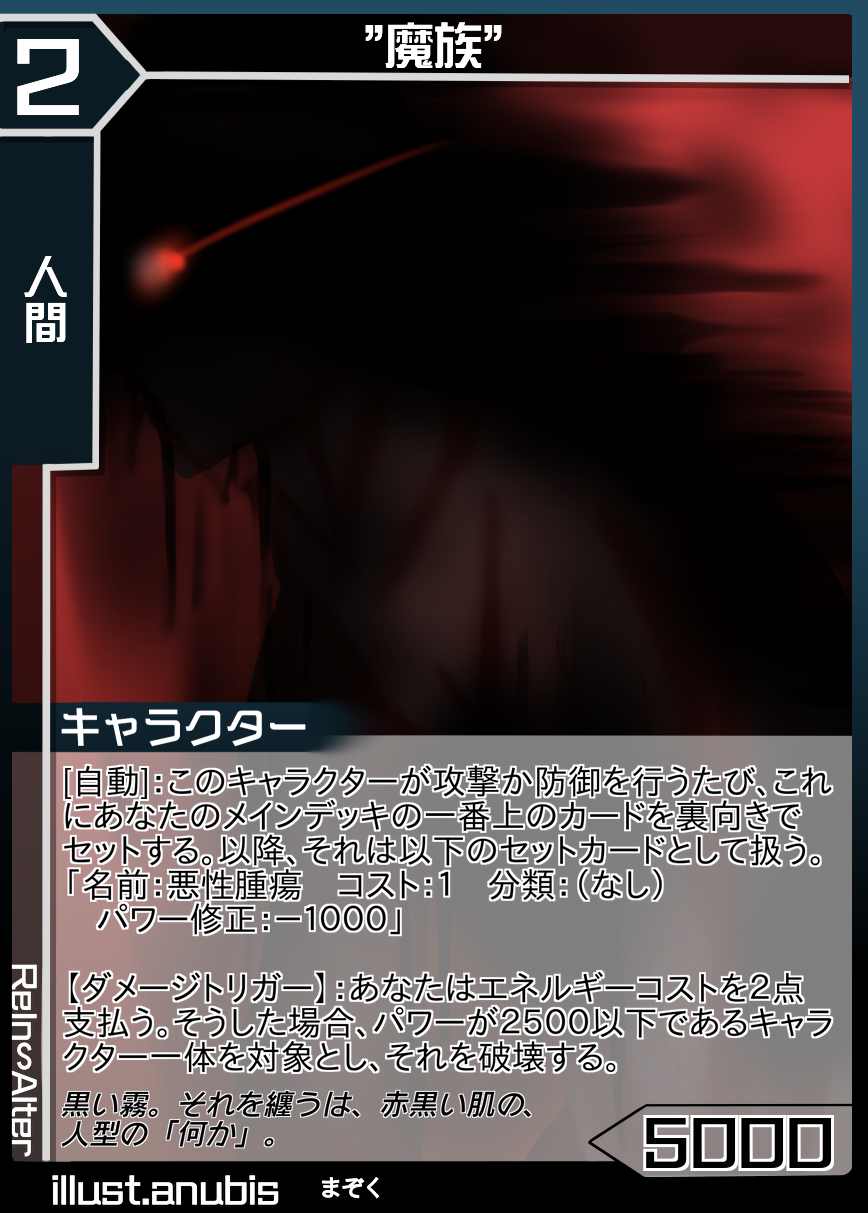 2
”魔族”
人間
キャラクター
[自動]:このキャラクターが攻撃か防御を行うたび、これ
にあなたのメインデッキの一番上のカードを裏向きで
セットする。以降、それは以下のセットカードとして扱う。
「名前:悪性腫瘍　コスト:1　分類:(なし)
パワー修正:－1000」
【ダメージトリガー】:あなたはエネルギーコストを2点
支払う。そうした場合、パワーが2500以下であるキャラ
クター一体を対象とし、それを破壊する。
黒い霧。それを纏うは、赤黒い肌の、
人型の「何か」。
5000
ReIn∽Alter
illust.anubis　まぞく